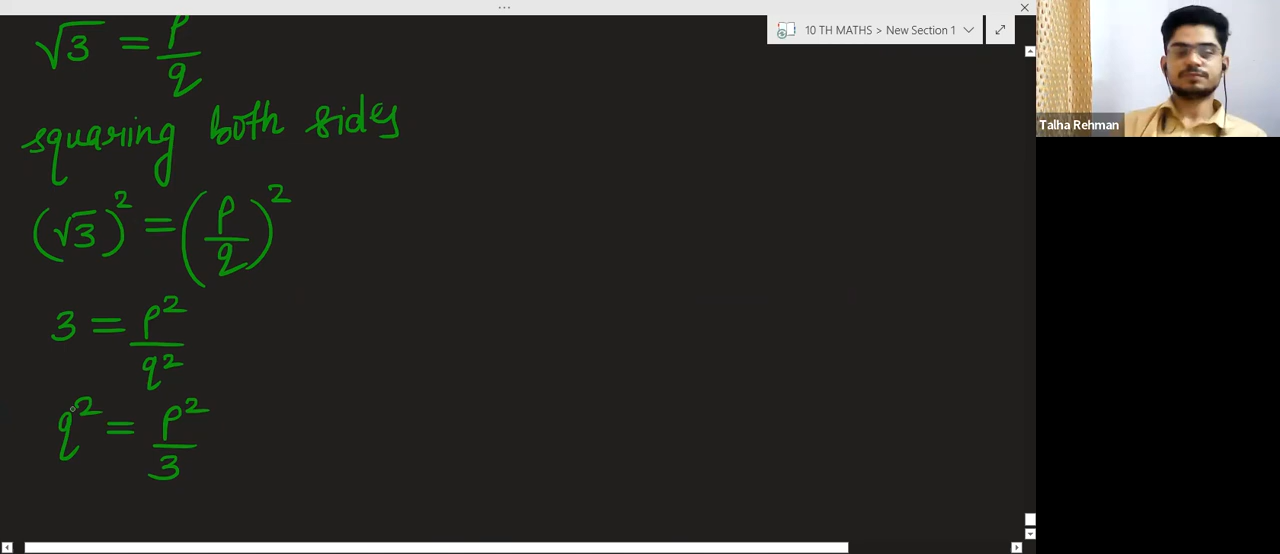 10 TH MATHS > New Section 1
Talha Rehman
√3 = p/q
squaring both sides
(√3)² = (p/q)²
3 = p²/q²
q² = p²/3